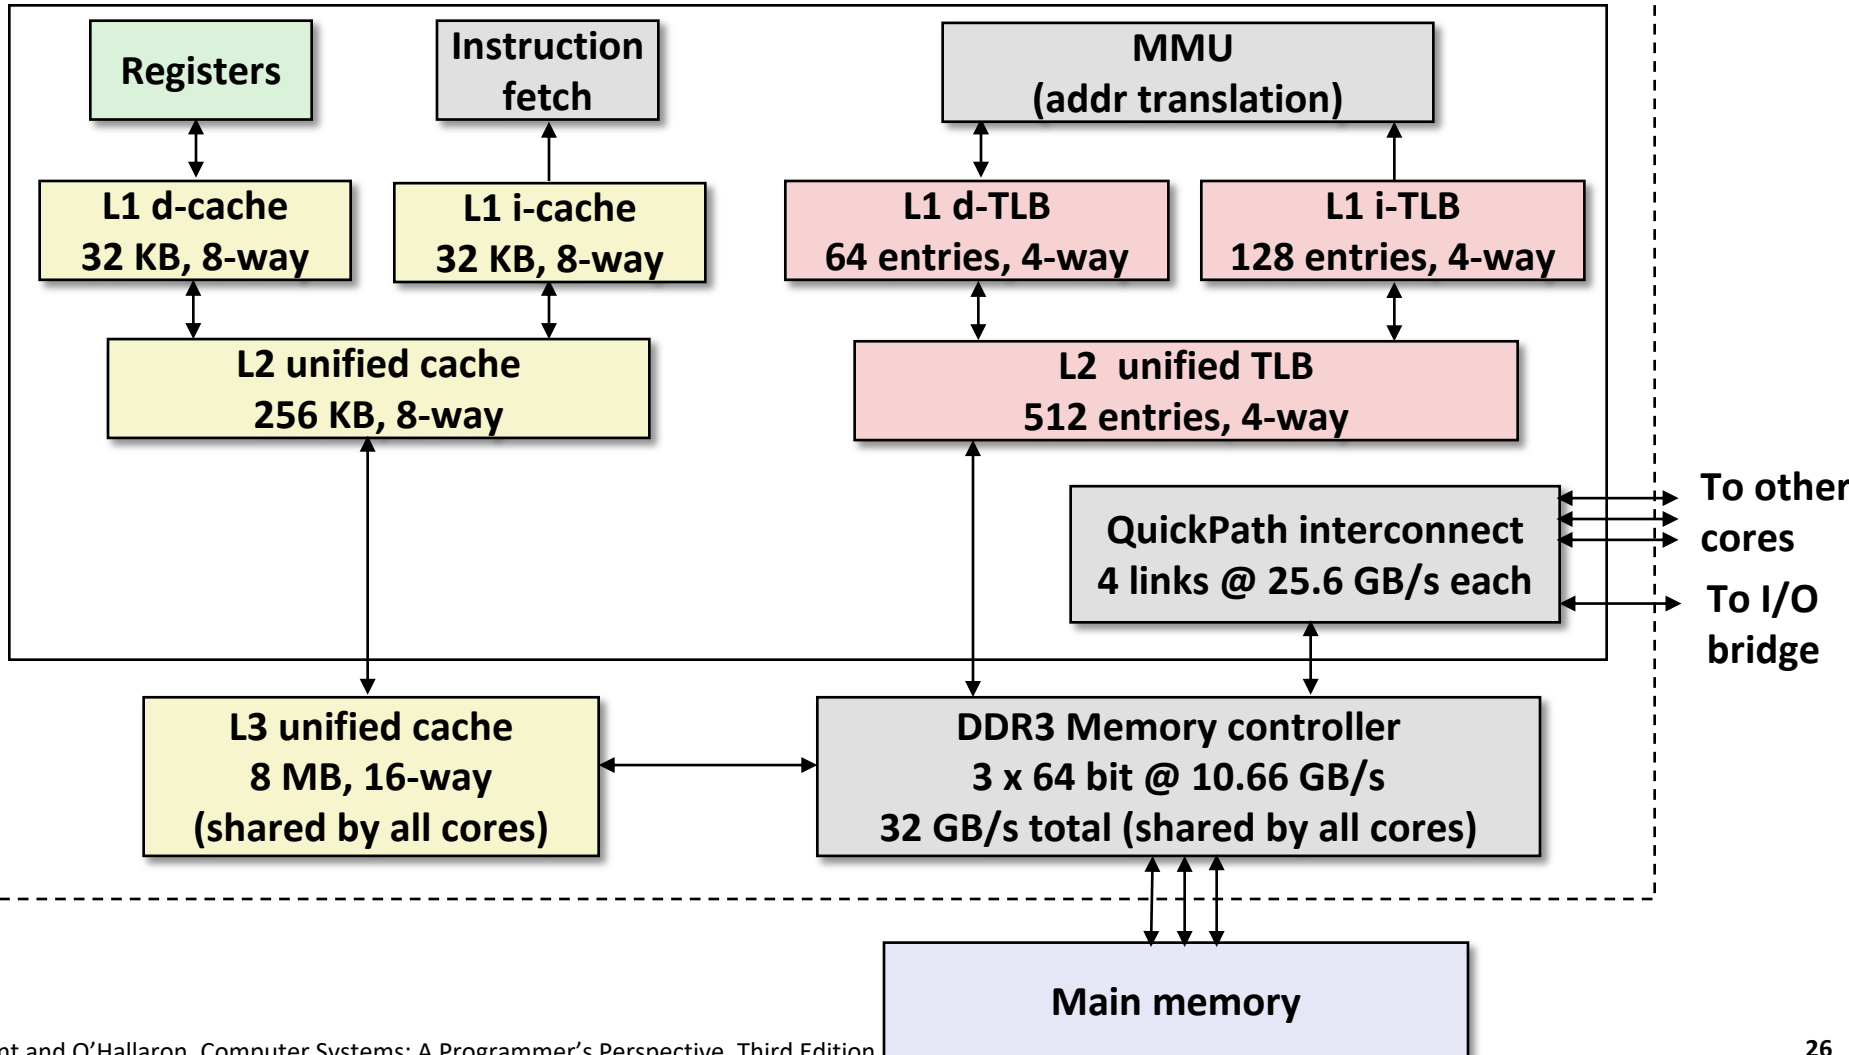 Registers
Instruction
fetch
MMU
(addr translation)
L1 d-cache
32 KB, 8-way
L1 i-cache
32 KB, 8-way
L1 d-TLB
64 entries, 4-way
L1 i-TLB
128 entries, 4-way
L2 unified cache
256 KB, 8-way
L2  unified TLB
512 entries, 4-way
QuickPath interconnect
4 links @ 25.6 GB/s each
To other
cores
To I/O
bridge
L3 unified cache
8 MB, 16-way
(shared by all cores)
DDR3 Memory controller
3 x 64 bit @ 10.66 GB/s
32 GB/s total (shared by all cores)
Main memory
nt and O'Hallaron, Computer Systems: A Programmer's Perspective, Third Edition
26